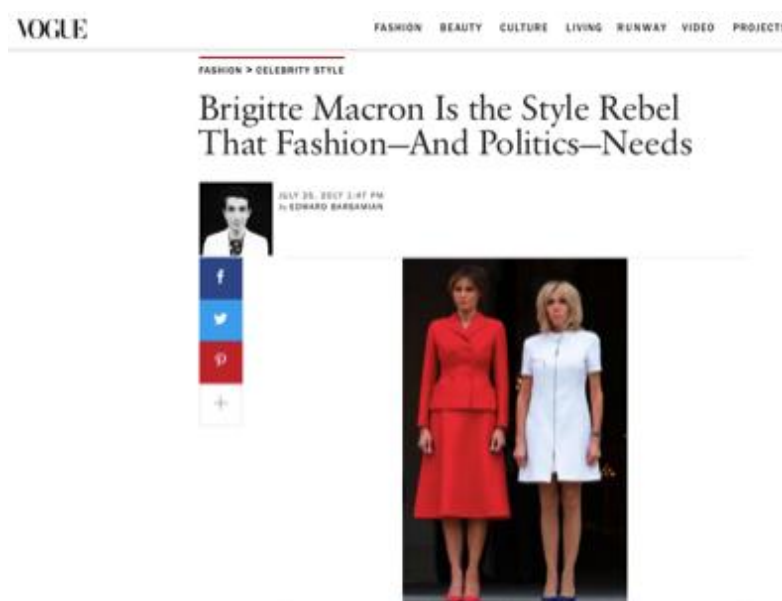 VOGUE
FASHION BEAUTY CULTURE LIVING RUNWAY VIDEO PROJECTS
FASHION > CELEBRITY STYLE
Brigitte Macron Is the Style Rebel
That Fashion—And Politics—Needs
JULY 25, 2017 1:47 PM
by EDWARD BARSAMIAN